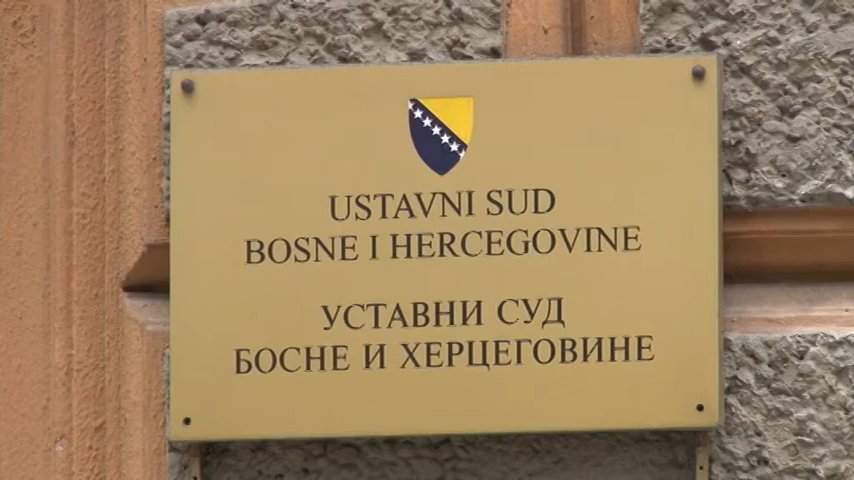 USTAVNI SUD
BOSNE I HERCEGOVINE
УСТАВНИ СУД
БОСНЕ И ХЕРЦЕГОВИНЕ